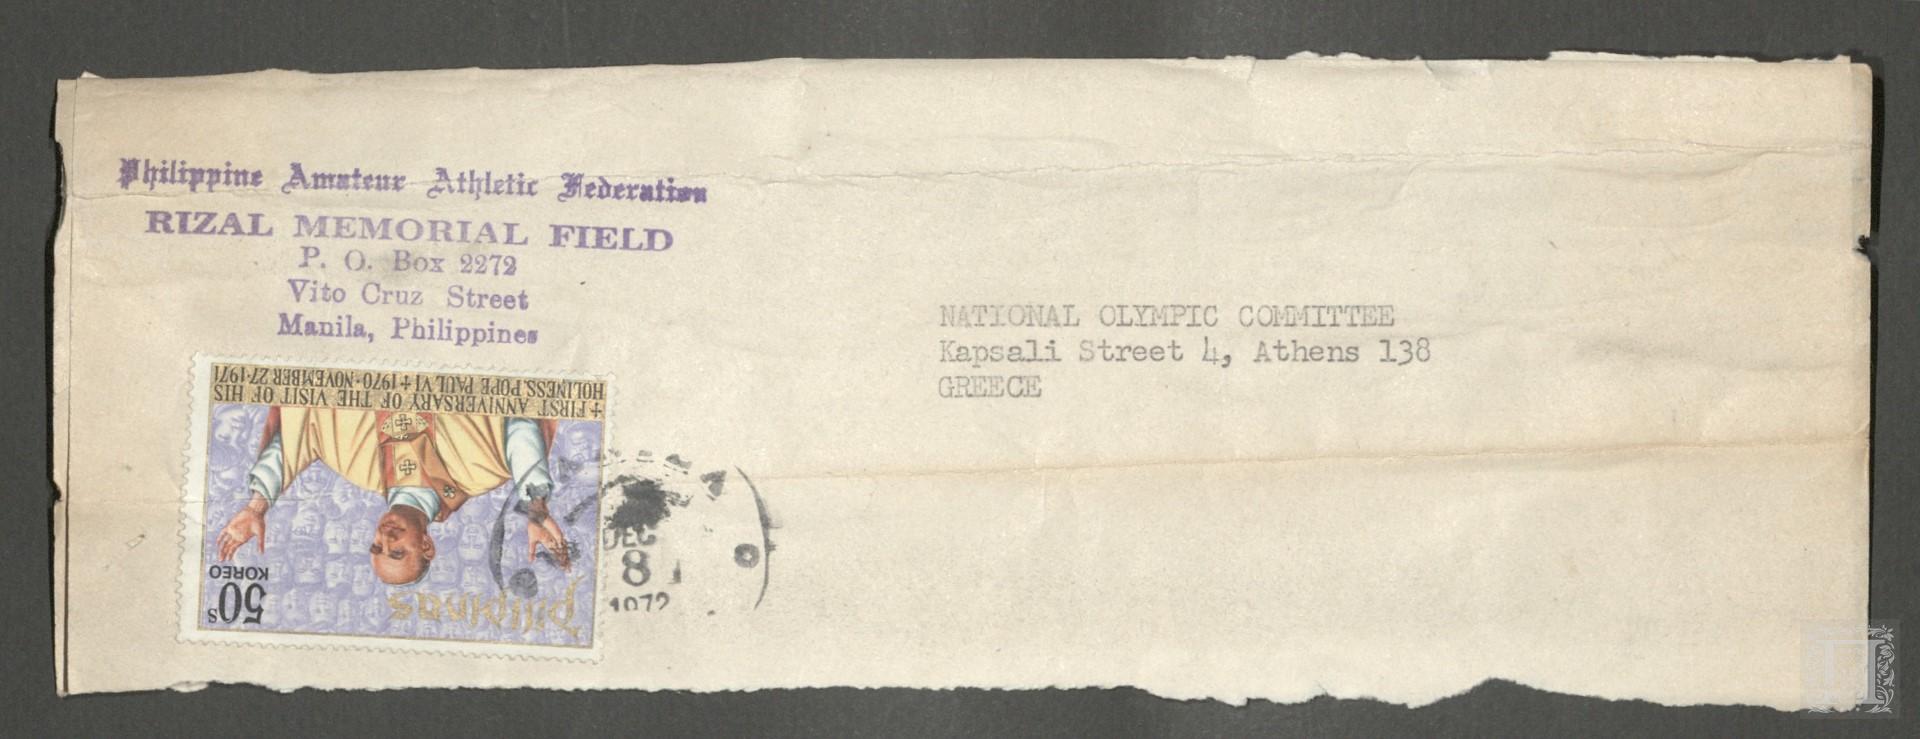 Philippine Amateur Athletic Federation
RIZAL MEMORIAL FIELD
P. O. Box 2272
Vito Cruz Street
Manila, Philippines
NATIONAL OLYMPIC COMMITTEE
Kapsali Street 4, Athens 138
GREECE
+ FIRST ANNIVERSARY OF THE VISIT OF HIS
HOLINESS, POPE PAUL VI + 1970·NOVEMBER 27·1971
50s
KOREO
Pilipinas
DEC
8
1972